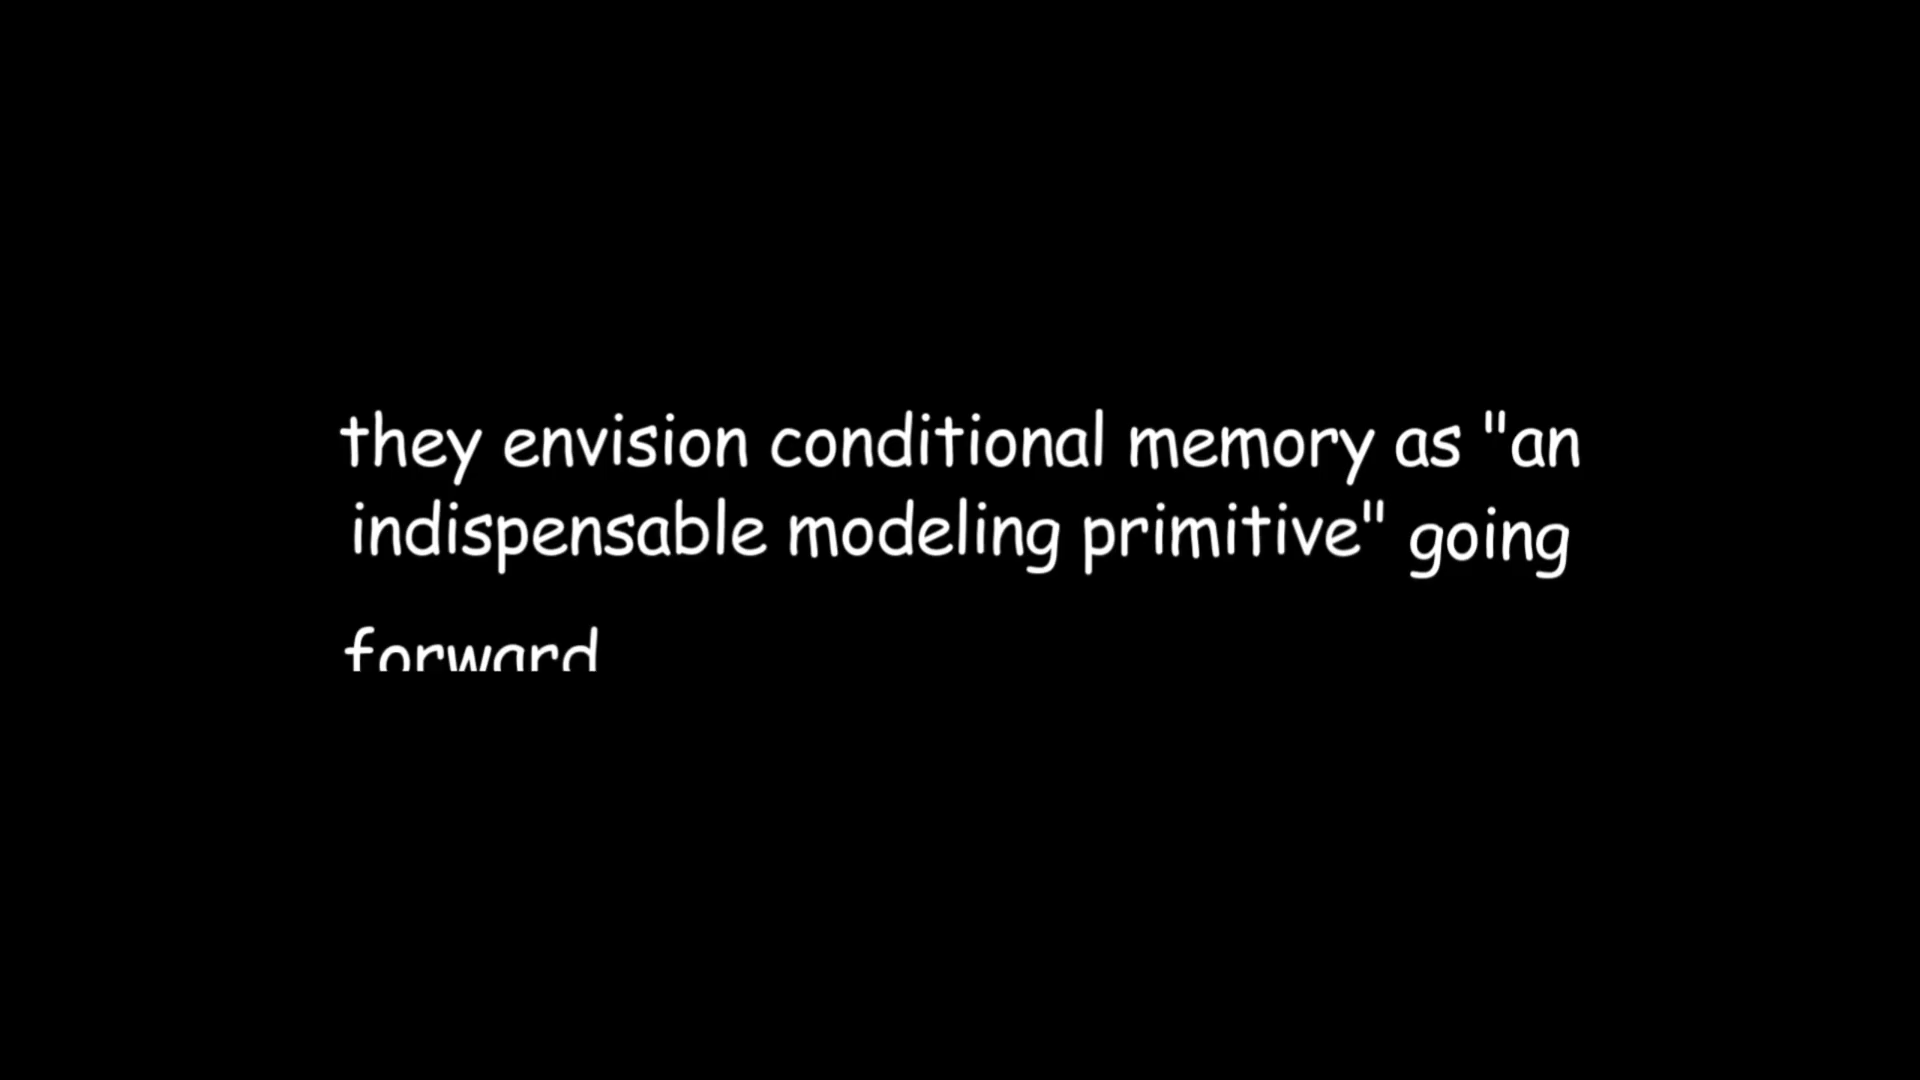 they envision conditional memory as "an
indispensable modeling primitive" going
forward